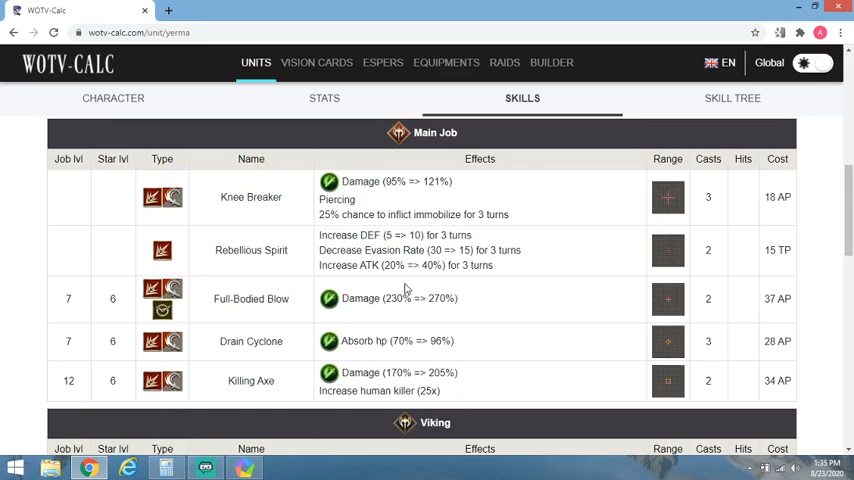 WOTV-Calc
wotv-calc.com/unit/yerma
A
WOTV-CALC
UNITS VISION CARDS ESPERS EQUIPMENTS RAIDS BUILDER
EN Global
CHARACTER STATS SKILLS SKILL TREE
Main Job
Job lvl Star lvl Type Name Effects Range Casts Hits Cost
Damage (95% => 121%)
Knee Breaker Piercing 3 18 AP
25% chance to inflict immobilize for 3 turns
Increase DEF (5 => 10) for 3 turns
Rebellious Spirit Decrease Evasion Rate (30 => 15) for 3 turns 2 15 TP
Increase ATK (20% => 40%) for 3 turns
7 6 Full-Bodied Blow Damage (230% => 270%) 2 37 AP
7 6 Drain Cyclone Absorb hp (70% => 96%) 3 28 AP
Damage (170% => 205%)
12 6 Killing Axe 2 34 AP
Increase human killer (25x)
Viking
Job lvl Star lvl Type Name Effects Range Casts Hits Cost
1:35 PM
8/23/2020